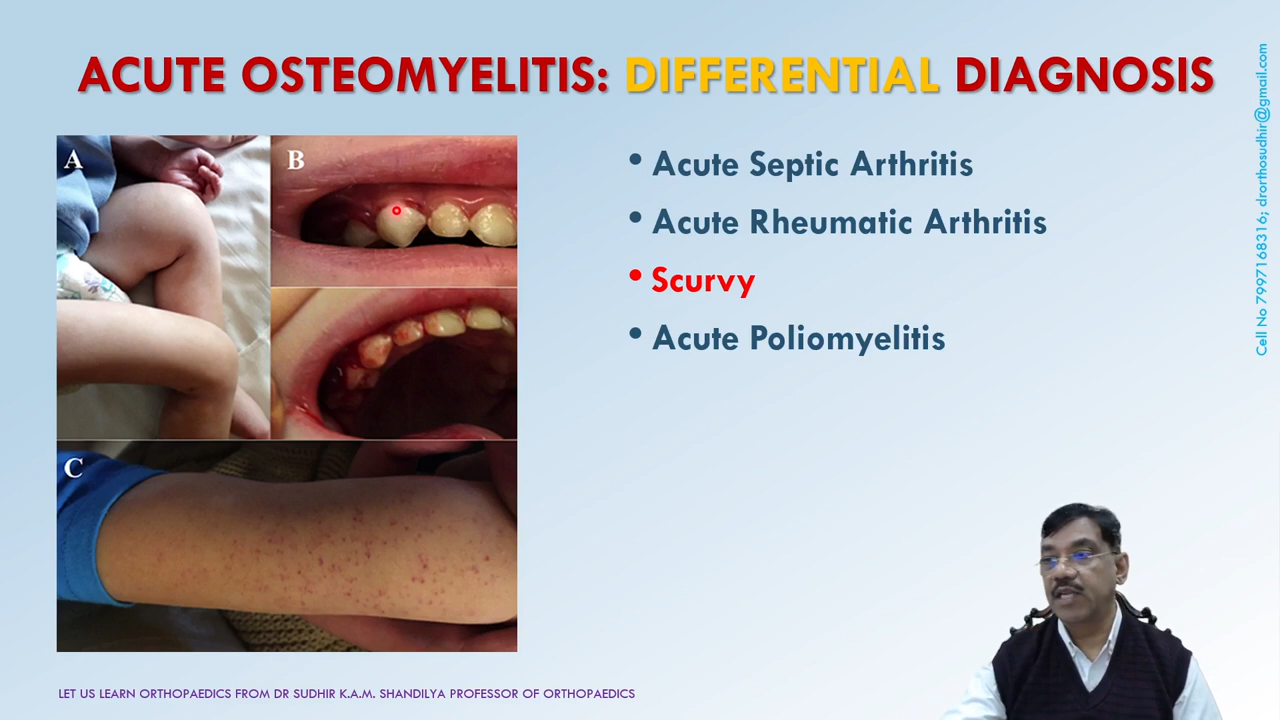 ACUTE OSTEOMYELITIS: DIFFERENTIAL DIAGNOSIS
A
B
C
• Acute Septic Arthritis
• Acute Rheumatic Arthritis
• Scurvy
• Acute Poliomyelitis
Cell No 7997168316; drorthosudhir@gmail.com
LET US LEARN ORTHOPAEDICS FROM DR SUDHIR K.A.M. SHANDILYA PROFESSOR OF ORTHOPAEDICS